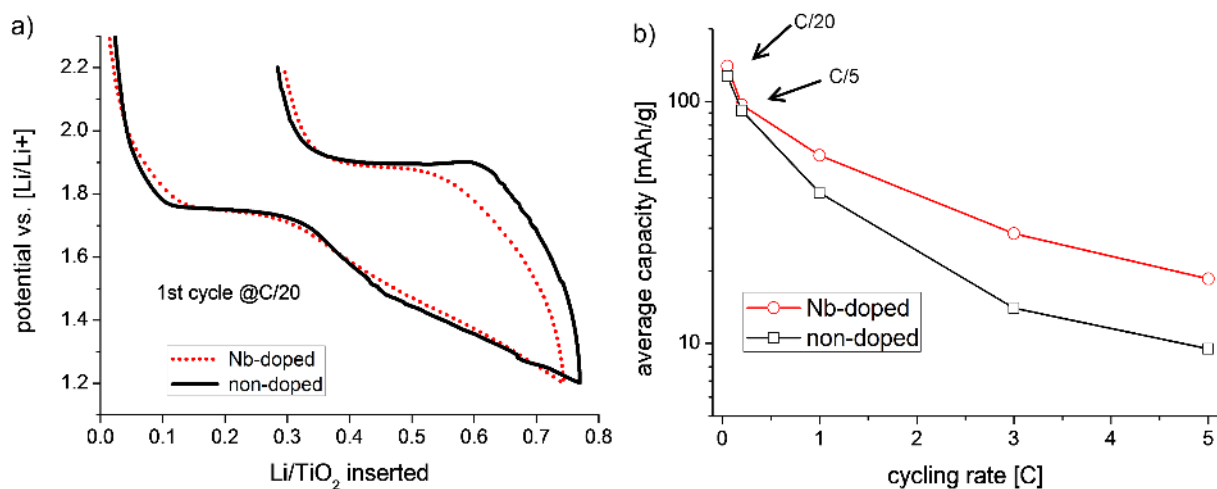 a)
potential vs. [Li/Li+]
2.2
2.0
1.8
1.6
1.4
1.2
1st cycle @C/20
Nb-doped
non-doped
0.0 0.1 0.2 0.3 0.4 0.5 0.6 0.7 0.8
Li/TiO2 inserted
b)
average capacity [mAh/g]
100
10
C/20
C/5
Nb-doped
non-doped
0 1 2 3 4 5
cycling rate [C]